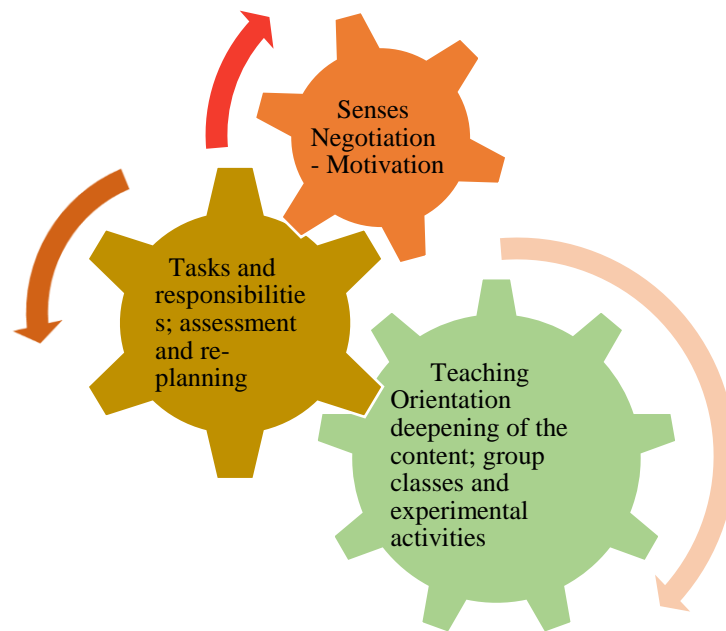 Senses
Negotiation
- Motivation
Tasks and
responsibilitie
s; assessment
and re-
planning
Teaching
Orientation
deepening of the
content; group
classes and
experimental
activities